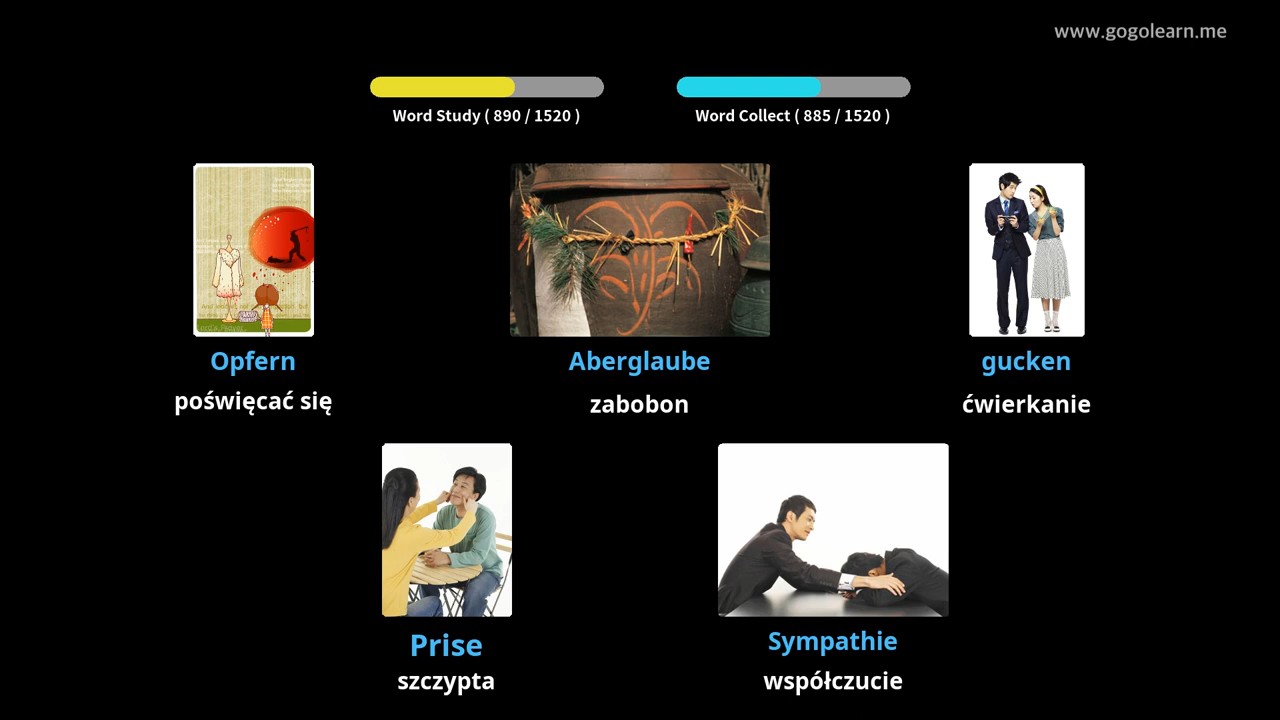 www.gogolearn.me
Word Study ( 890 / 1520 )
Word Collect ( 885 / 1520 )
Opfern
poświęcać się
Aberglaube
zabobon
gucken
ćwierkanie
Prise
szczypta
Sympathie
współczucie